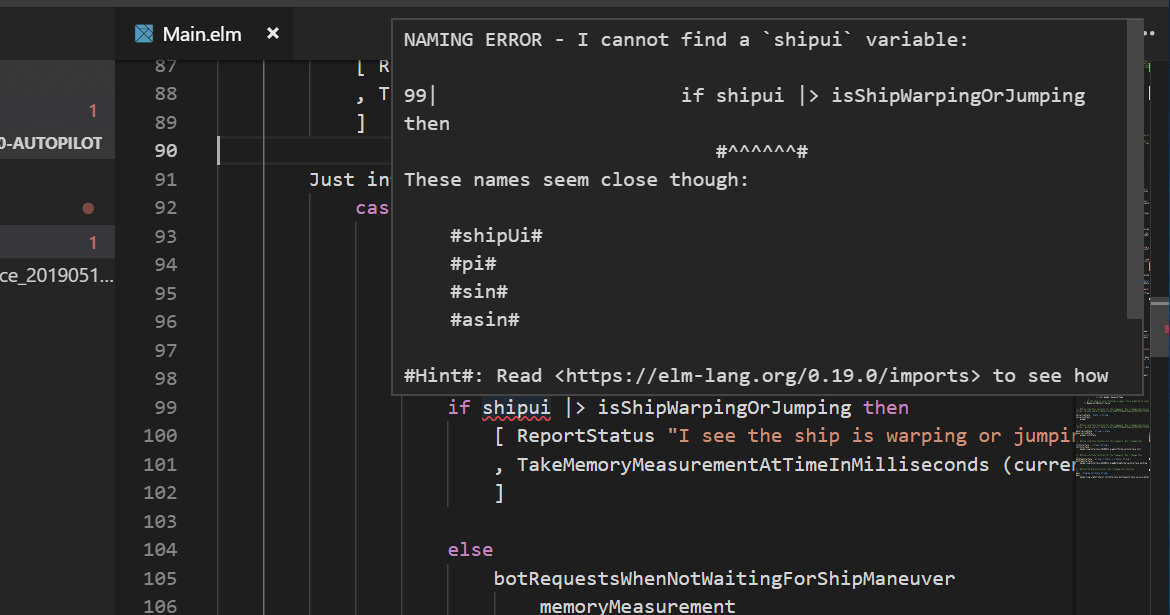 Main.elm ×
NAMING ERROR - I cannot find a `shipui` variable:
99| if shipui |> isShipWarpingOrJumping
then
#^^^^^^#
These names seem close though:
#shipUi#
#pi#
#sin#
#asin#
#Hint#: Read <https://elm-lang.org/0.19.0/imports> to see how
1
0-AUTOPILOT
1
ce_2019051...
87 [ R
88 , T
89 ]
90
91 Just in
92 cas
93
94
95
96
97
98
99 if shipui |> isShipWarpingOrJumping then
100 [ ReportStatus "I see the ship is warping or jumpin
101 , TakeMemoryMeasurementAtTimeInMilliseconds (curren
102 ]
103
104 else
105 botRequestsWhenNotWaitingForShipManeuver
106 memoryMeasurement